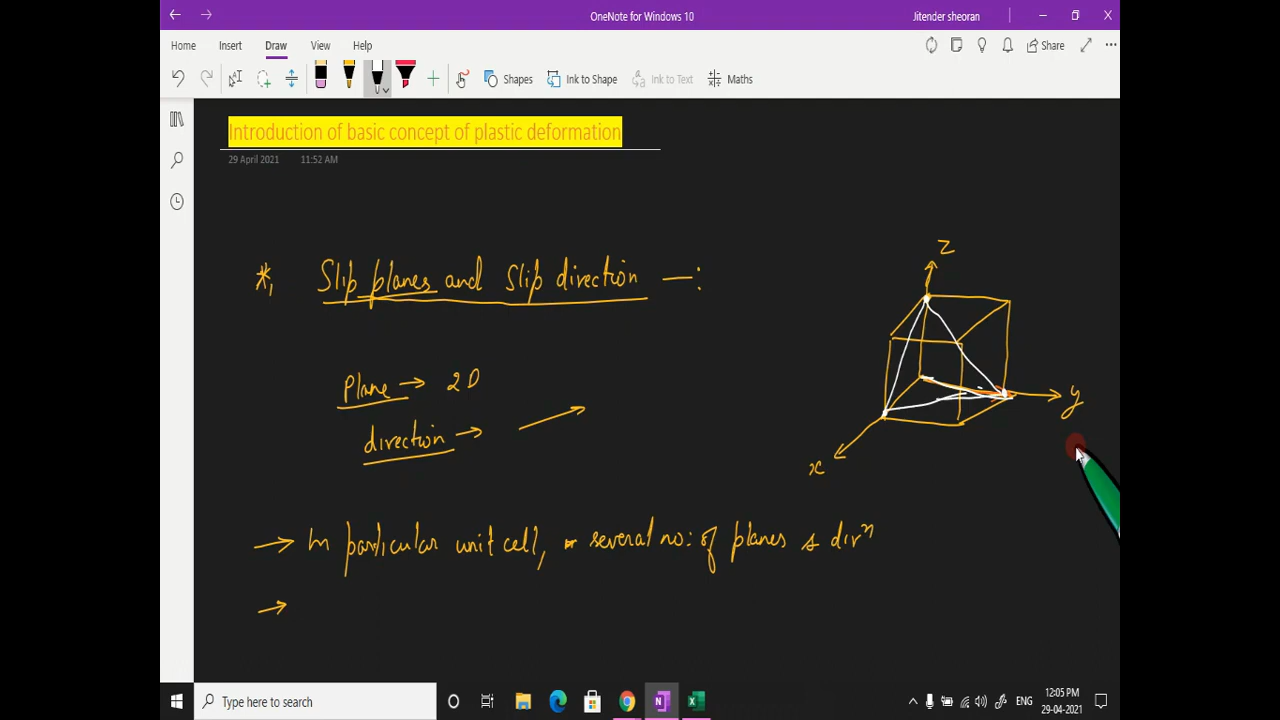 OneNote for Windows 10
Jitender sheoran
Home Insert Draw View Help
Share
Shapes Ink to Shape Ink to Text Maths
Introduction of basic concept of plastic deformation
29 April 2021 11:52 AM
*, Slip planes and Slip direction —:
z
Plane → 2D
y
direction →
x
→ In particular unit cell, several no: of planes & dirⁿ
→
Type here to search
ENG
12:05 PM
29-04-2021